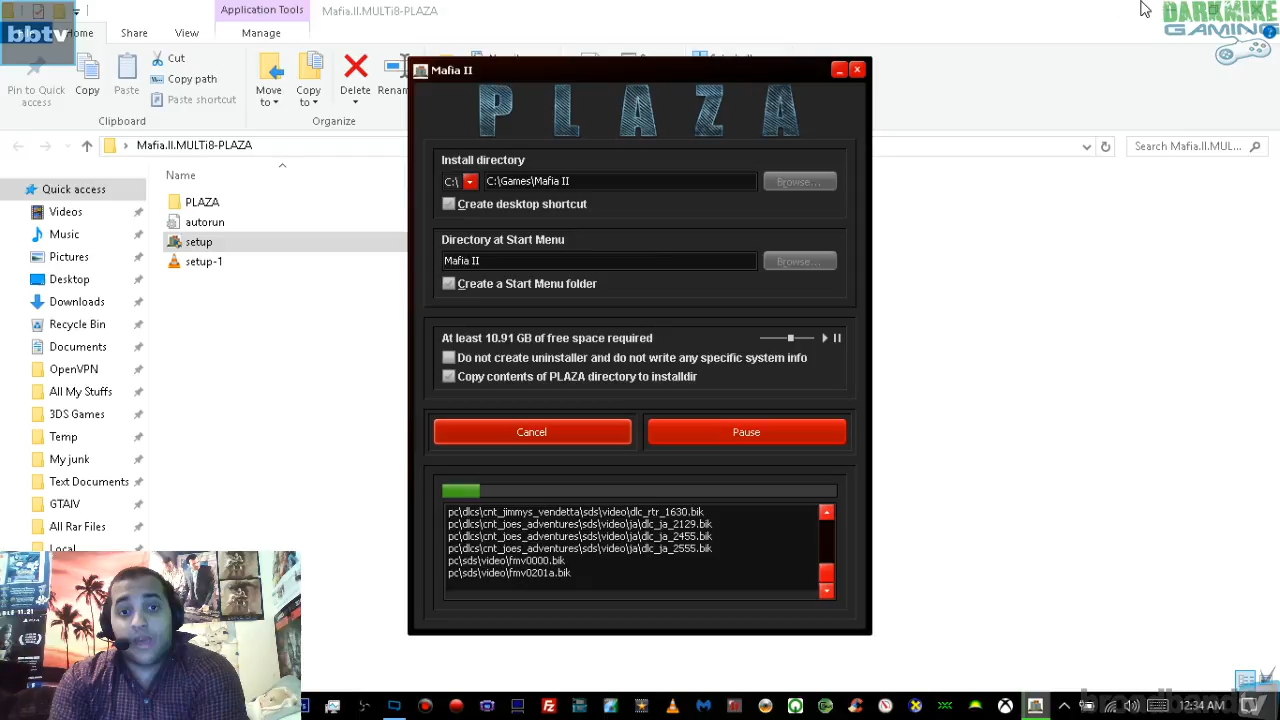 Application Tools
Mafia.II.MULTi8-PLAZA
DARKMIKE
GAMING
bbtv
Home
Share
View
Manage
Pin to Quick
access
Copy
Paste
Cut
Copy path
Paste shortcut
Move
to
Copy
to
Delete
Clipboard
Organize
Mafia.II.MULTi8-PLAZA
Search Mafia.II.MUL...
Name
Quick access
Videos
Music
Pictures
Desktop
Downloads
Recycle Bin
Documents
OpenVPN
All My Stuffs
3DS Games
Temp
My junk
Text Documents
GTAIV
All Rar Files
Local
PLAZA
autorun
setup
setup-1
Mafia II
PLAZA
Install directory
C:\
C:\Games\Mafia II
Browse...
Create desktop shortcut
Directory at Start Menu
Mafia II
Browse...
Create a Start Menu folder
At least 10.91 GB of free space required
Do not create uninstaller and do not write any specific system info
Copy contents of PLAZA directory to installdir
Cancel
Pause
pc\dlcs\cnt_jimmys_vendetta\sds\video\dlc_rtr_1630.bik
pc\dlcs\cnt_joes_adventures\sds\video\ja\dlc_ja_2129.bik
pc\dlcs\cnt_joes_adventures\sds\video\ja\dlc_ja_2455.bik
pc\dlcs\cnt_joes_adventures\sds\video\ja\dlc_ja_2555.bik
pc\sds\video\fmv0000.bik
pc\sds\video\fmv0201a.bik
12:34 AM